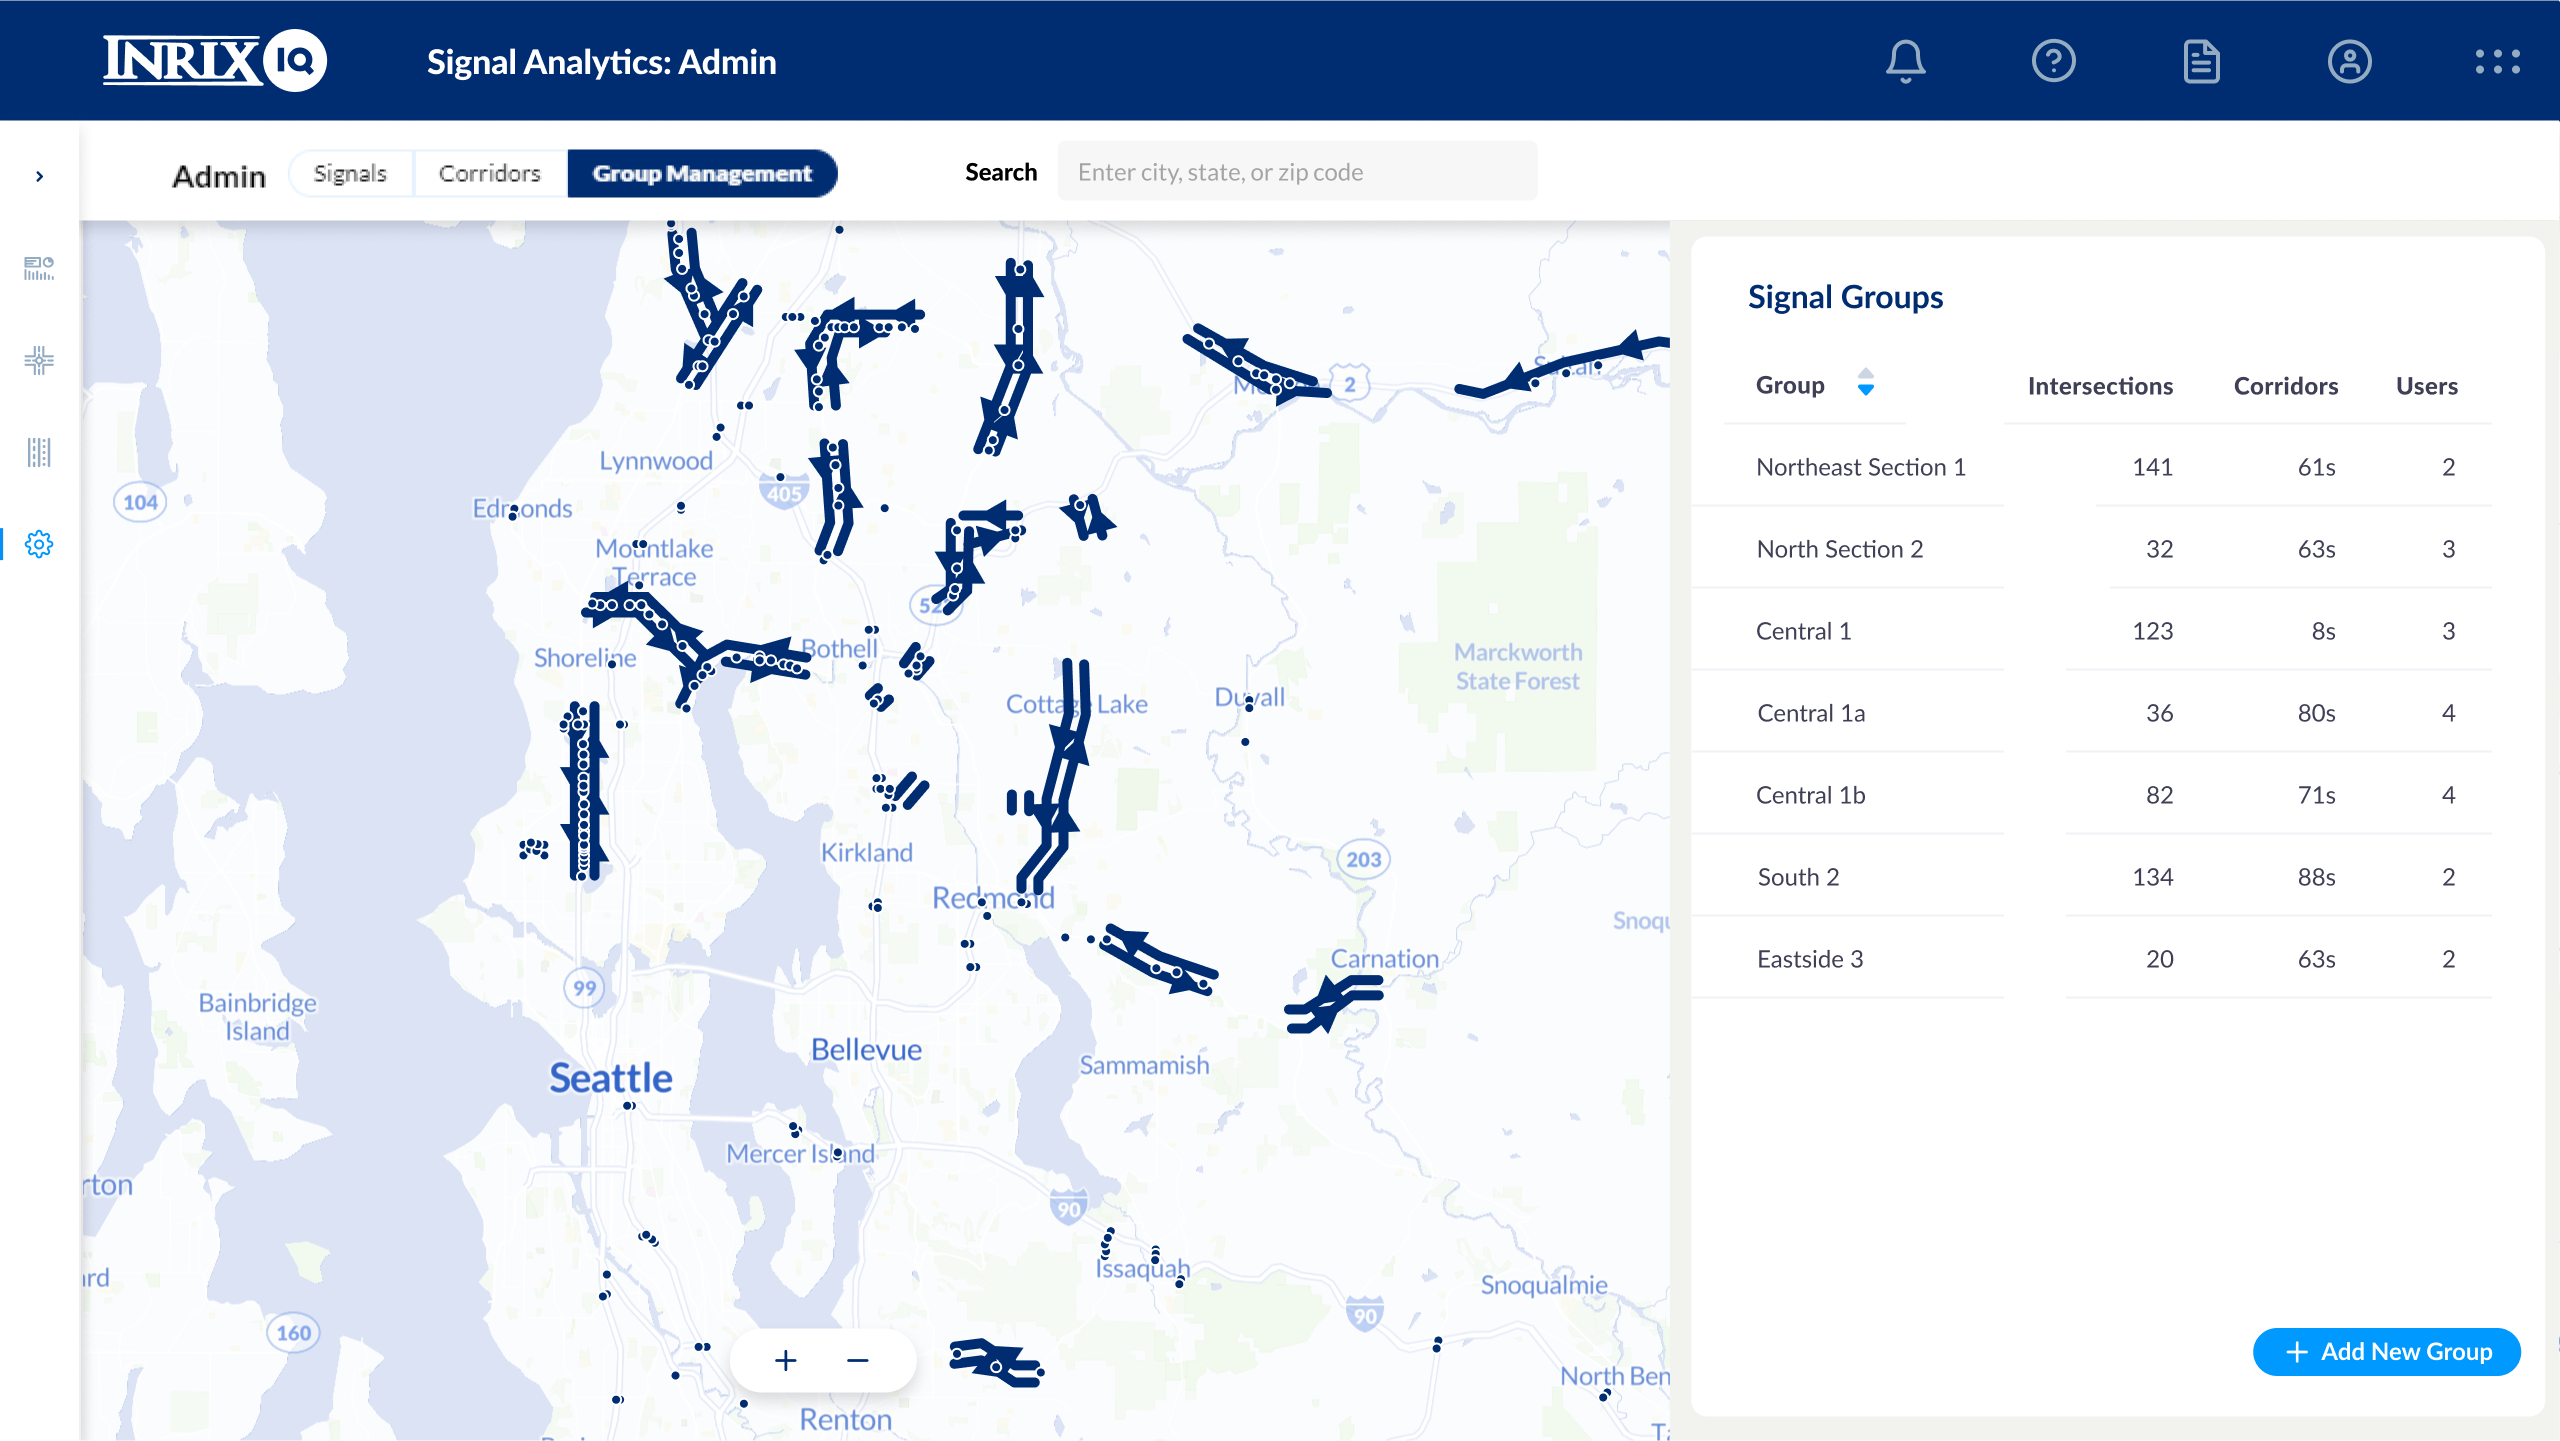 INRIX IQ
Signal Analytics: Admin
Admin
Signals
Corridors
Group Management
Search
Enter city, state, or zip code
2
Lynnwood
405
104
Edmonds
Mountlake
Terrace
522
Shoreline
Bothell
Marckworth
State Forest
Cottage Lake
Duvall
Kirkland
203
Redmond
Snoqu
Carnation
99
Bainbridge
Island
Bellevue
Seattle
Sammamish
Mercer Island
rton
90
Issaquah
ard
Snoqualmie
90
160
+ −
North Ben
Renton
Signal Groups
Group Intersections Corridors Users
Northeast Section 1 141 61s 2
North Section 2 32 63s 3
Central 1 123 8s 3
Central 1a 36 80s 4
Central 1b 82 71s 4
South 2 134 88s 2
Eastside 3 20 63s 2
+ Add New Group